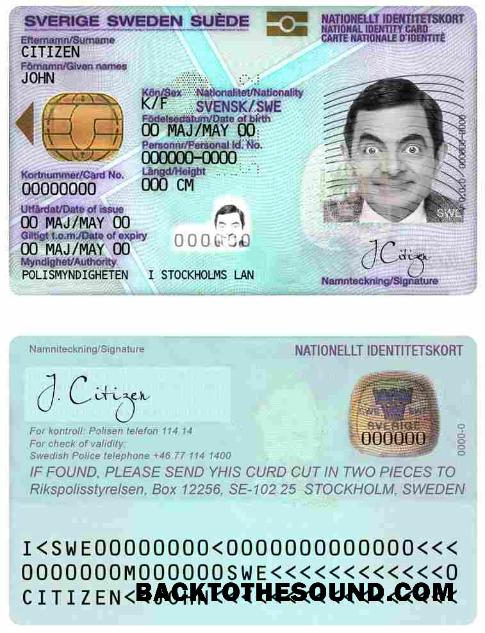 SVERIGE SWEDEN SUÈDE
NATIONELLT IDENTITETSKORT
NATIONAL IDENTITY CARD
CARTE NATIONALE D'IDENTITÉ
Efternamn/Surname
CITIZEN
Förnamn/Given names
JOHN
Kön/Sex Nationalitet/Nationality
K/F SVENSK/SWE
Födelsedatum/Date of birth
00 MAJ/MAY 00
Personnr/Personal Id. No.
000000-0000
Längd/Height
000 CM
Kortnummer/Card No.
00000000
Utfärdat/Date of issue
00 MAJ/MAY 00
Giltigt t.o.m./Date of expiry
00 MAJ/MAY 00
Myndighet/Authority
POLISMYNDIGHETEN I STOCKHOLMS LAN
000000
SWE
J Citizen
Namnteckning/Signature
Namnteckning/Signature
NATIONELLT IDENTITETSKORT
J. Citizen
SVERIGE
000000
0000-0
For kontroll: Polisen telefon 114 14
For check of validity:
Swedish Police telephone +46 77 114 1400
IF FOUND, PLEASE SEND YHIS CURD CUT IN TWO PIECES TO
Rikspolisstyrelsen, Box 12256, SE-102 25 STOCKHOLM, SWEDEN
I<SWE00000000<0000000000000<<<
0000000M0000000SWE<<<<<<<<<<<0
CITIZEN<<JOHN<<<<<<<<<<<<<<<<<
BACKTOTHESOUND.COM